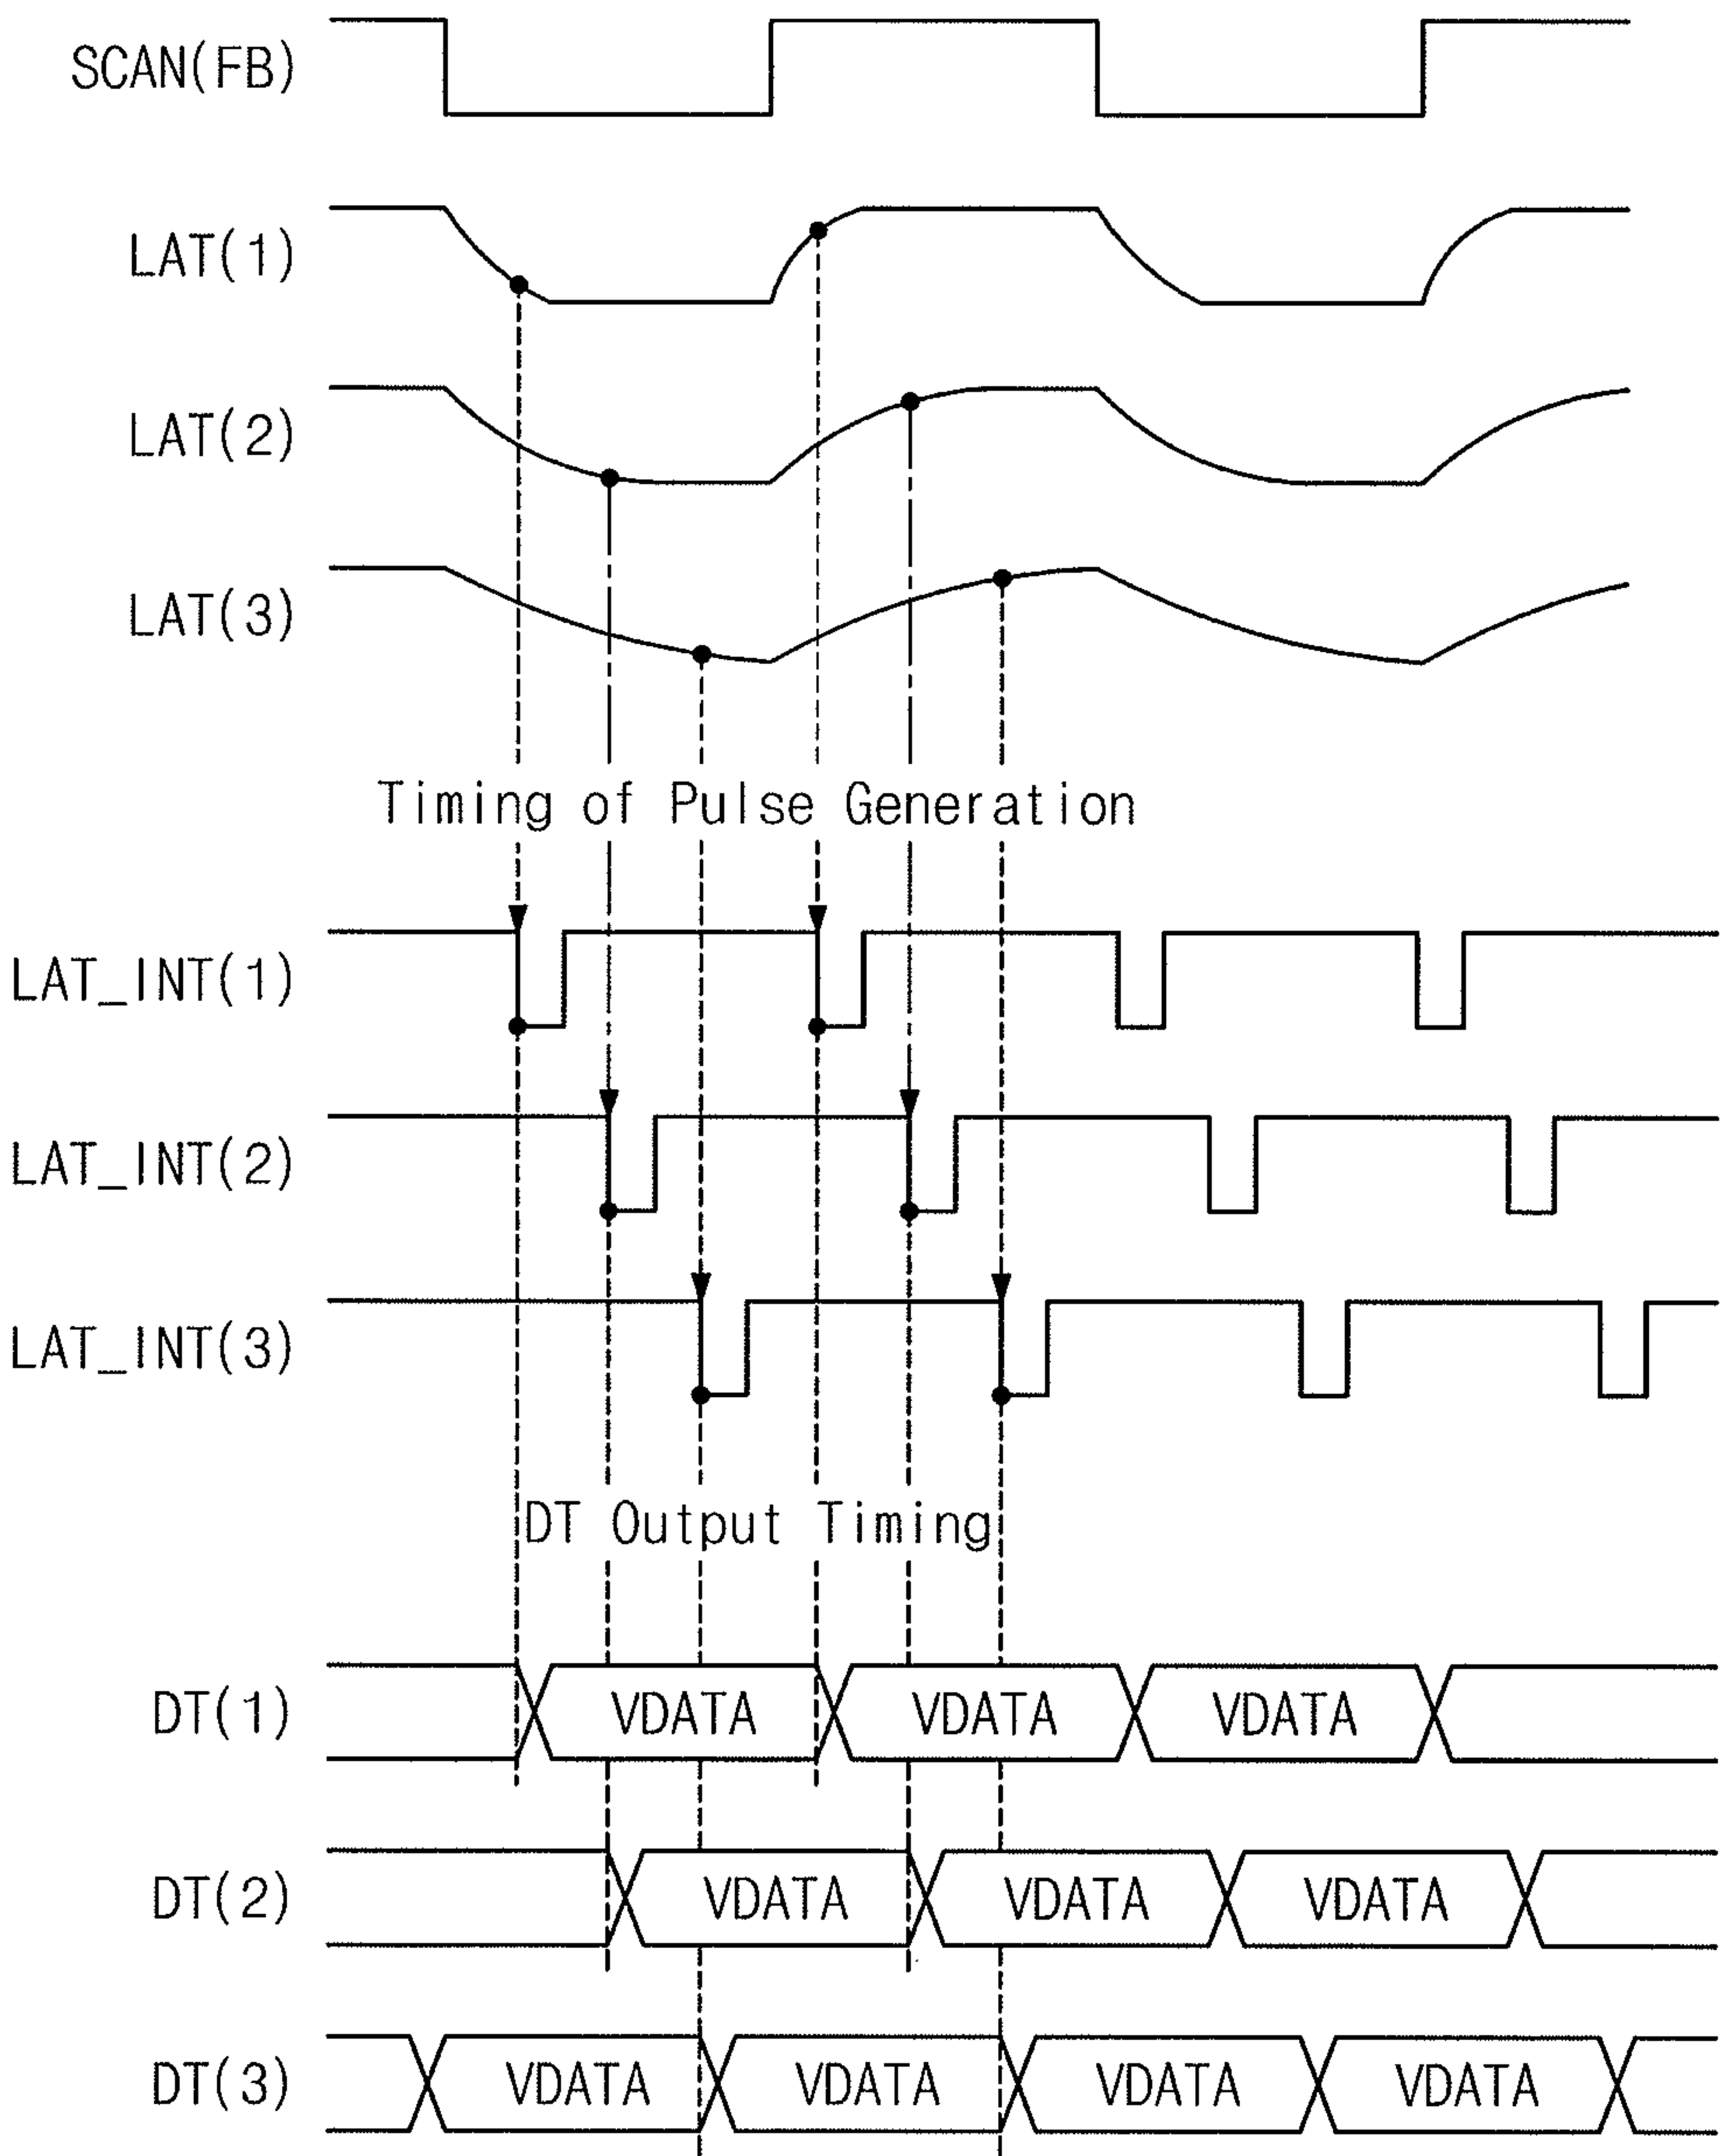 SCAN(FB)
LAT(1)
LAT(2)
LAT(3)
Timing of Pulse Generation
LAT_INT(1)
LAT_INT(2)
LAT_INT(3)
DT Output Timing
DT(1) VDATA VDATA VDATA
DT(2) VDATA VDATA VDATA
DT(3) VDATA VDATA VDATA VDATA